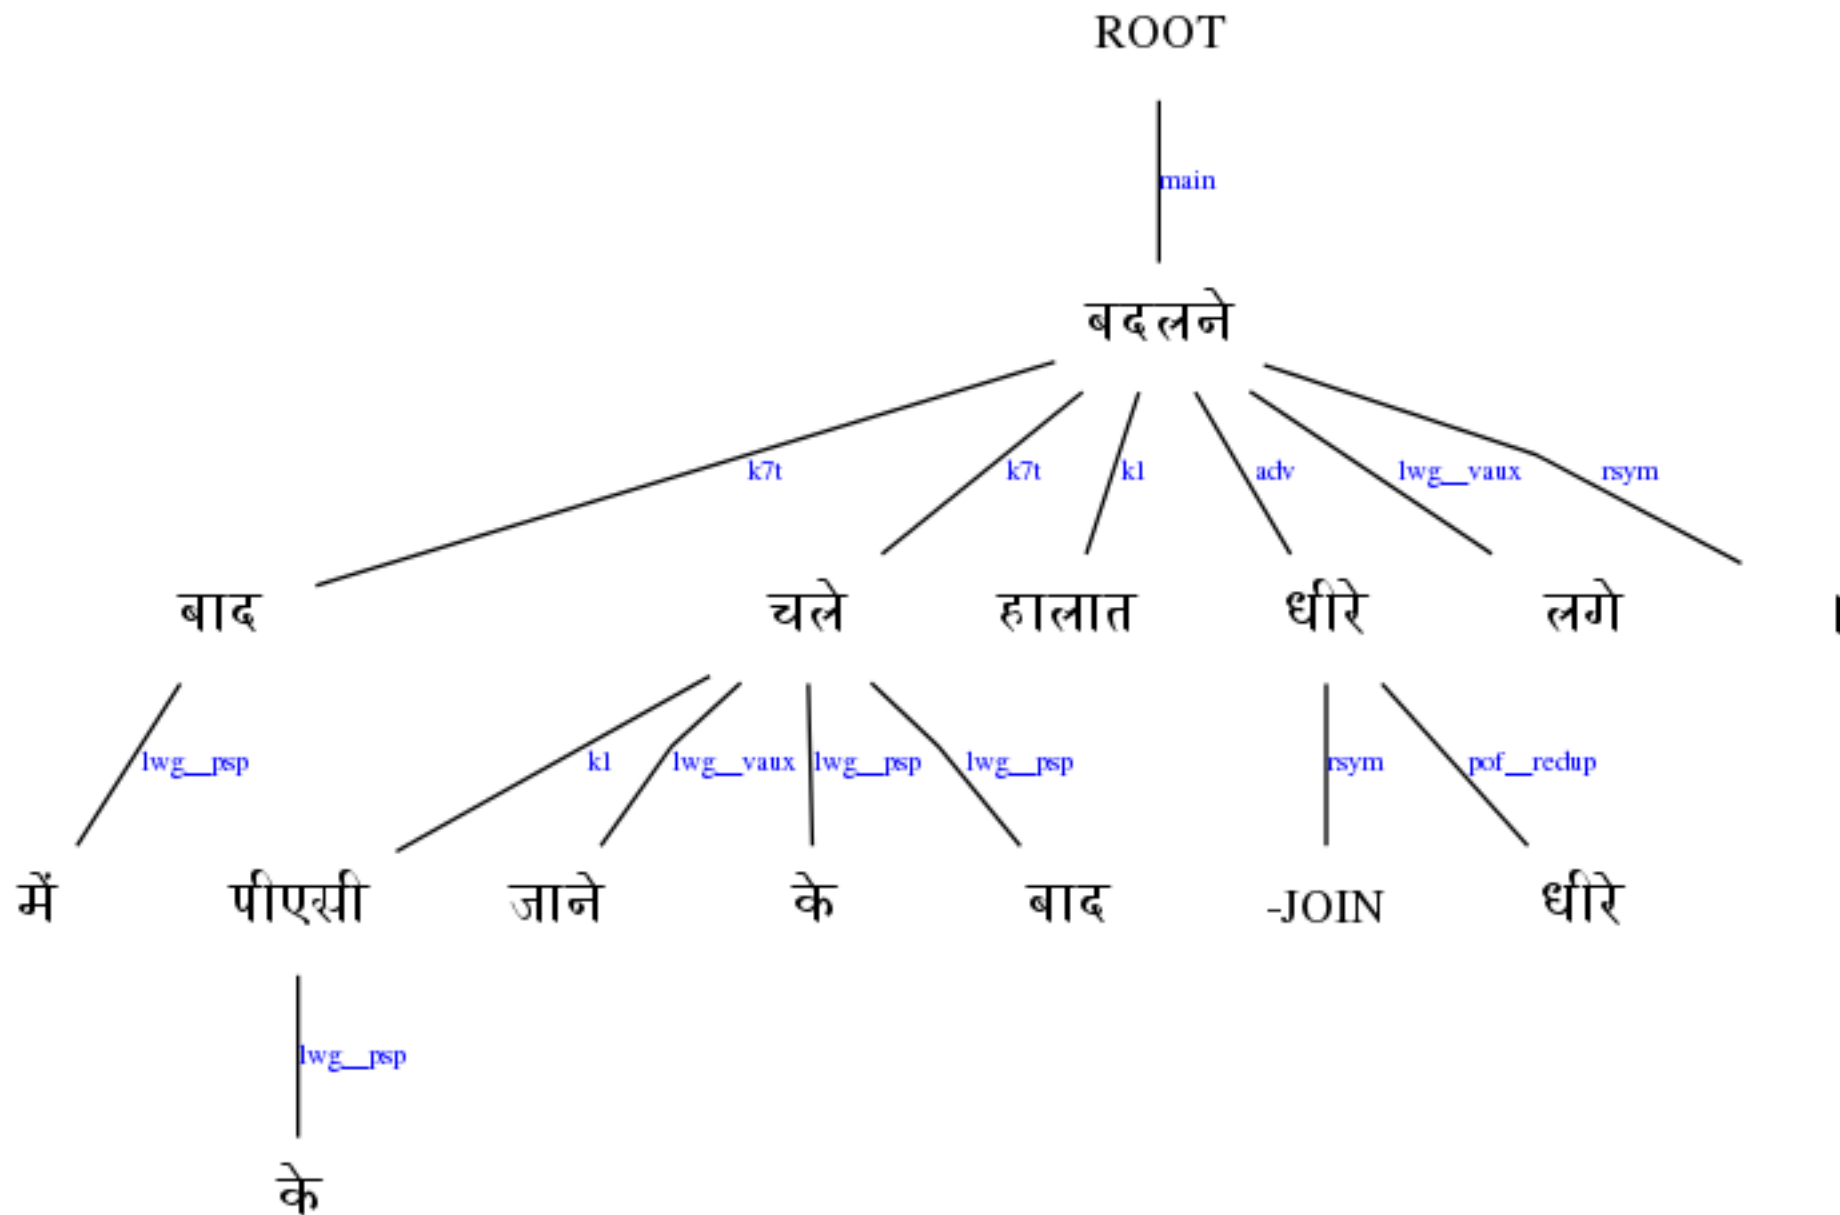 ROOT
main
बदलने
k7t k7t k1 adv lwg__vaux rsym
बाद चले हालात धीरे लगे ।
lwg__psp k1 lwg__vaux lwg__psp lwg__psp rsym pof__redup
में पीएसी जाने के बाद -JOIN धीरे
lwg__psp
के